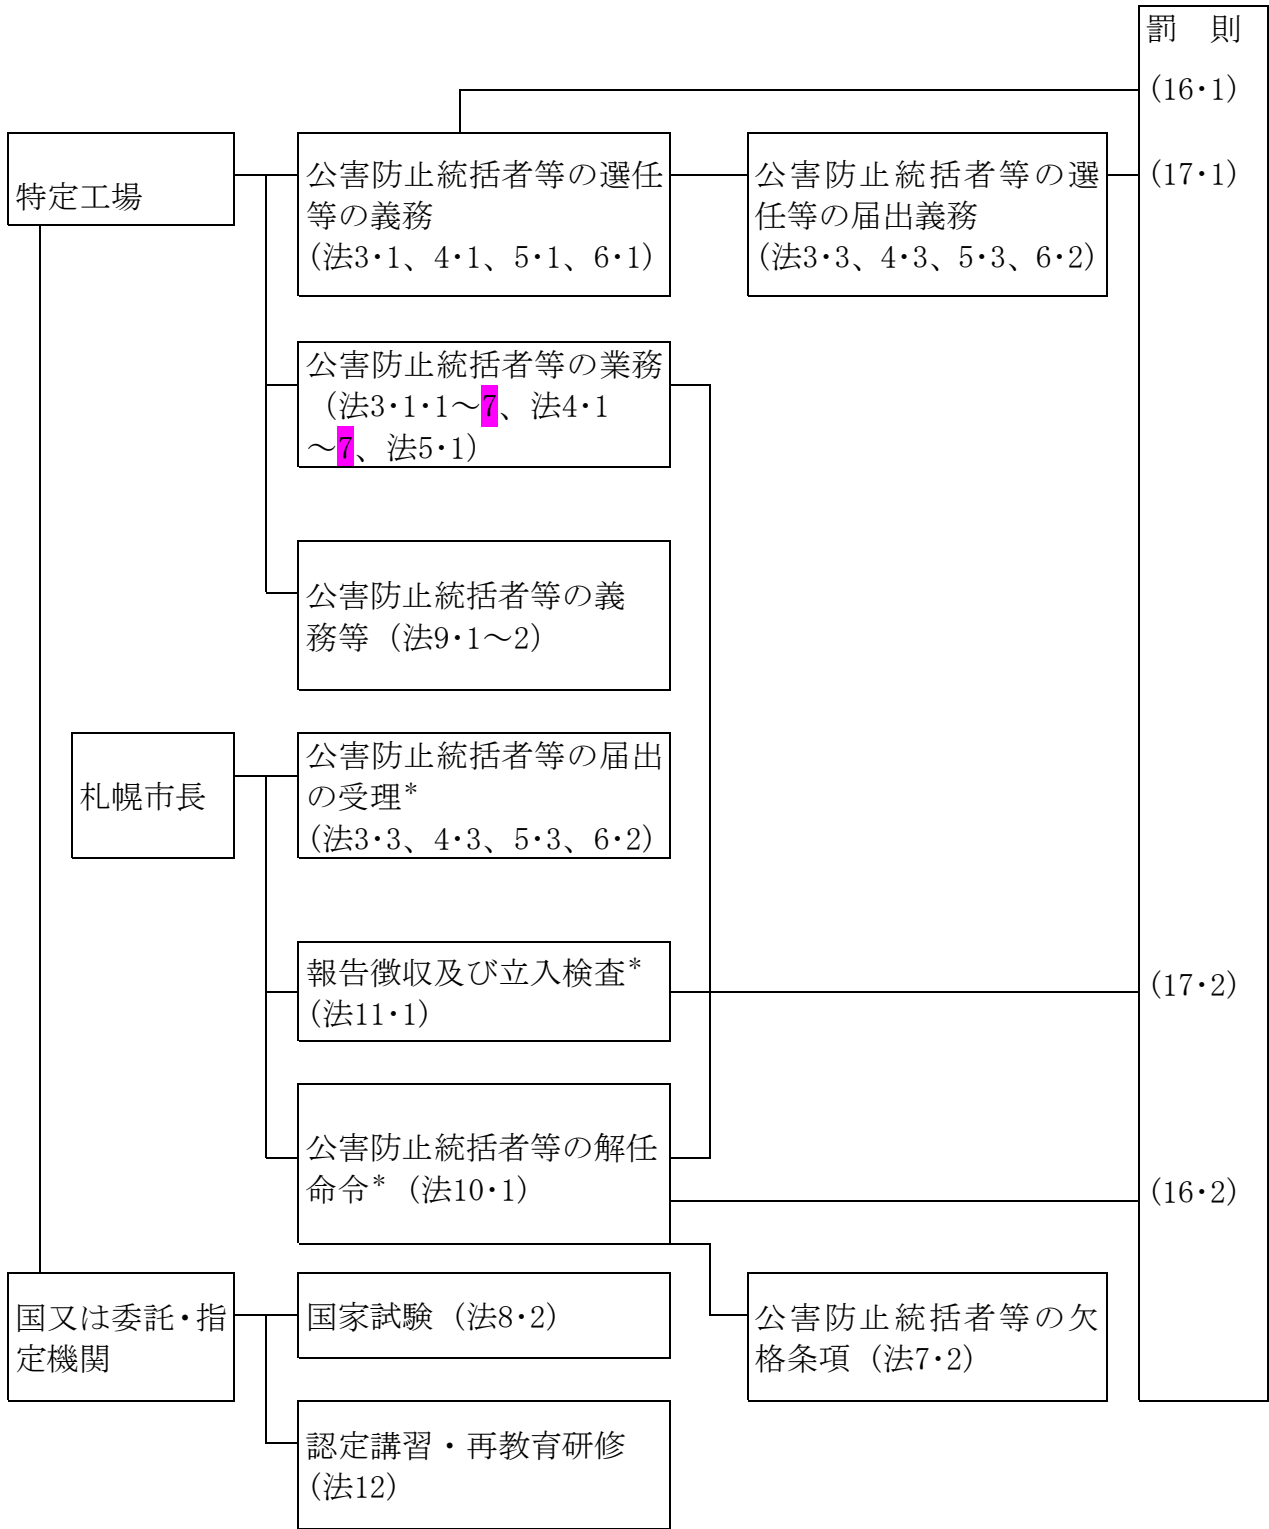 罰　則
(16・1)
特定工場
公害防止統括者等の選任
等の義務
(法3・1、4・1、5・1、6・1)
公害防止統括者等の選
任等の届出義務
(法3・3、4・3、5・3、6・2)
(17・1)
公害防止統括者等の業務
(法3・1・1～7、法4・1
～7、法5・1)
公害防止統括者等の義
務等 (法9・1～2)
札幌市長
公害防止統括者等の届出
の受理*
(法3・3、4・3、5・3、6・2)
報告徴収及び立入検査*
(法11・1)
(17・2)
公害防止統括者等の解任
命令* (法10・1)
(16・2)
国又は委託・指
定機関
国家試験 (法8・2)
公害防止統括者等の欠
格条項 (法7・2)
認定講習・再教育研修
(法12)